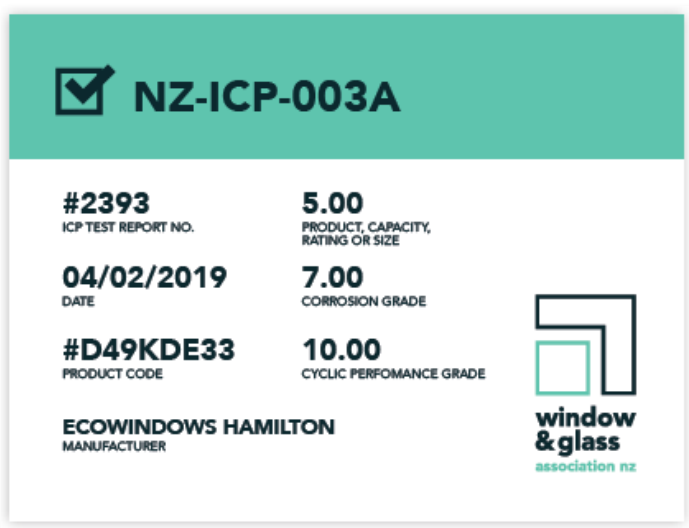 NZ-ICP-003A
#2393
ICP TEST REPORT NO.
5.00
PRODUCT, CAPACITY,
RATING OR SIZE
04/02/2019
DATE
7.00
CORROSION GRADE
#D49KDE33
PRODUCT CODE
10.00
CYCLIC PERFOMANCE GRADE
ECOWINDOWS HAMILTON
MANUFACTURER
window
&glass
association nz